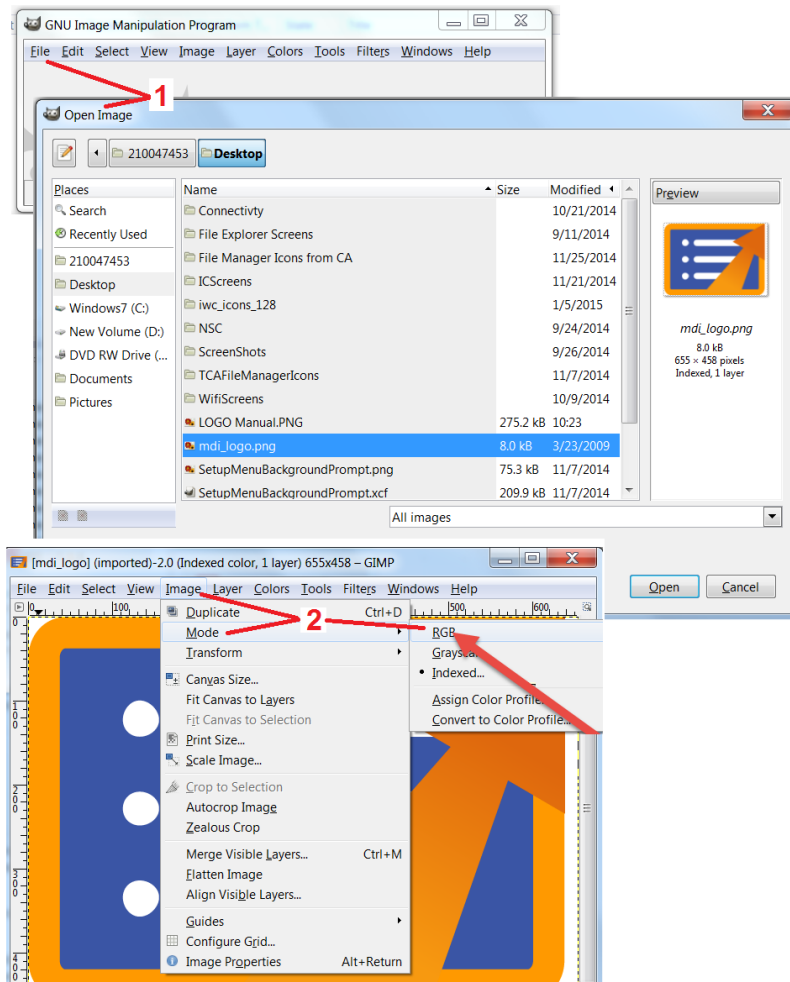 GNU Image Manipulation Program
File Edit Select View Image Layer Colors Tools Filters Windows Help
1
Open Image
210047453 Desktop
Places Name Size Modified Preview
Search Connectivty 10/21/2014
Recently Used File Explorer Screens 9/11/2014
210047453 File Manager Icons from CA 11/25/2014
Desktop ICScreens 11/21/2014
Windows7 (C:) iwc_icons_128 1/5/2015
New Volume (D:) NSC 9/24/2014 mdi_logo.png
DVD RW Drive (... ScreenShots 9/26/2014 8.0 kB
655 × 458 pixels
Documents TCAFileManagerIcons 11/7/2014 Indexed, 1 layer
Pictures WifiScreens 10/9/2014
LOGO Manual.PNG 275.2 kB 10:23
mdi_logo.png 8.0 kB 3/23/2009
SetupMenuBackgroundPrompt.png 75.3 kB 11/7/2014
SetupMenuBackgroundPrompt.xcf 209.9 kB 11/7/2014
All images
Open Cancel
[mdi_logo] (imported)-2.0 (Indexed color, 1 layer) 655x458 – GIMP
File Edit Select View Image Layer Colors Tools Filters Windows Help
0 100 500 600
Duplicate Ctrl+D
2
Mode RGB
Transform Graysca
Indexed...
Canvas Size...
Fit Canvas to Layers Assign Color Profile...
Fit Canvas to Selection Convert to Color Profile...
Print Size...
Scale Image...
Crop to Selection
Autocrop Image
Zealous Crop
Merge Visible Layers... Ctrl+M
Flatten Image
Align Visible Layers...
Guides
Configure Grid...
Image Properties Alt+Return
0
100
200
300
400